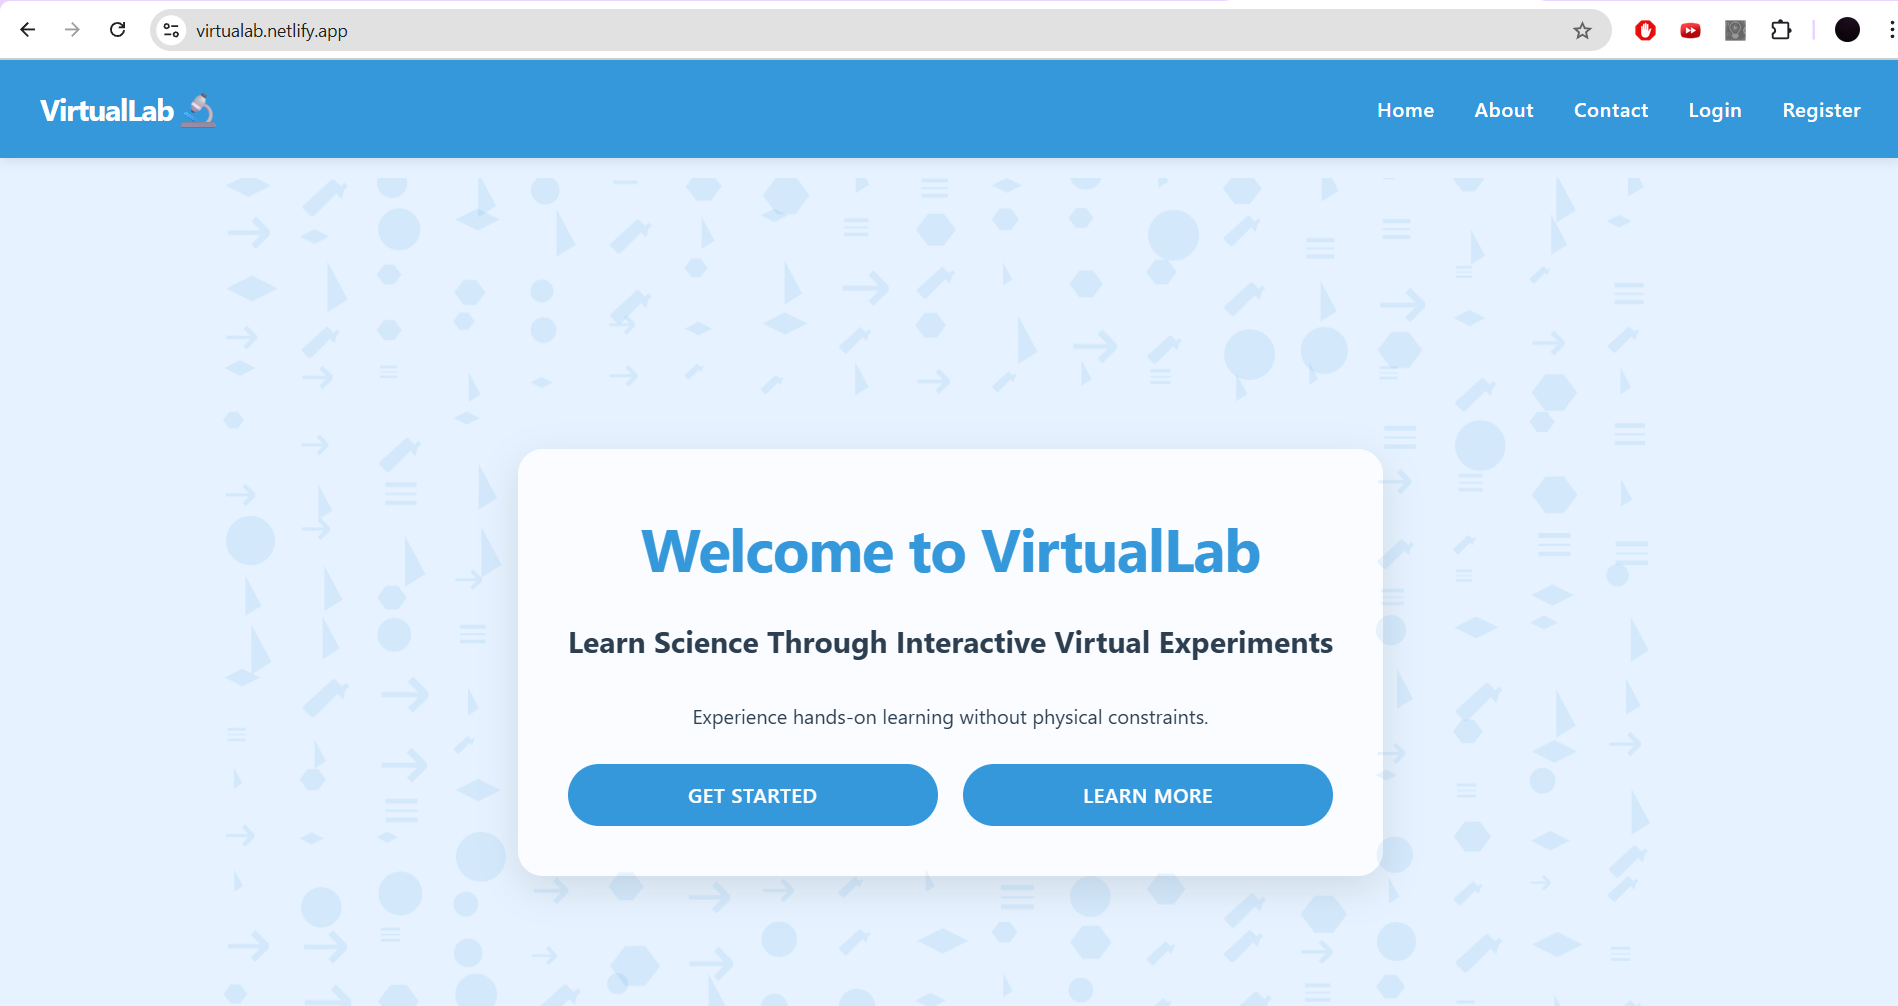 virtualab.netlify.app
VirtualLab
Home About Contact Login Register
Welcome to VirtualLab
Learn Science Through Interactive Virtual Experiments
Experience hands-on learning without physical constraints.
GET STARTED LEARN MORE